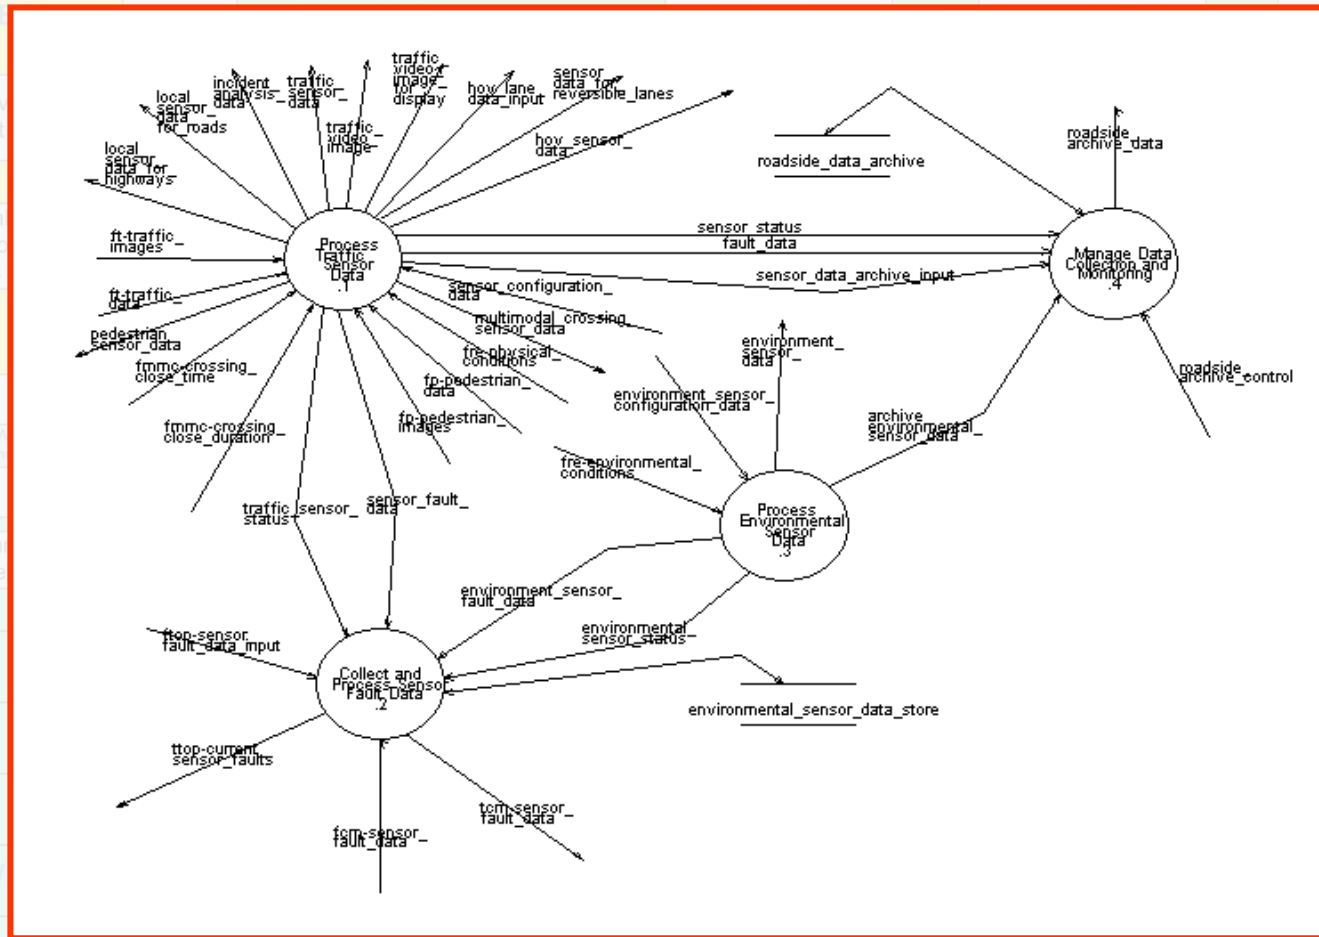 local_
sensor_
data_
for_roads
incident_
analysis_
data
traffic_
sensor_
data
traffic_
video_
image_
for_
display
traffic_
video_
image
hov_lane_
data_input
sensor_
data_for_
reversible_lanes
hov_sensor_
data
local_
sensor_
data_for_
highways
ft-traffic_
images
ft-traffic_
data
pedestrian_
sensor_data
fmmc-crossing_
close_time
fmmc-crossing_
close_duration
Process
Traffic
Sensor
Data
.1
roadside_data_archive
roadside_
archive_data
sensor_status
fault_data
sensor_data_archive_input
Manage Data
Collection and
Monitoring
.4
sensor_configuration_
data
multimodal_crossing_
sensor_data
fre-physical_
conditions
fp-pedestrian_
data
fp-pedestrian_
images
environment_
sensor_
data
environment_sensor_
configuration_data
fre-environmental_
conditions
archive_
environmental_
sensor_data
roadside_
archive_control
traffic_sensor_
status
sensor_fault_
data
Process
Environmental
Sensor
Data
.3
environment_sensor_
fault_data
environmental_
sensor_status
ftop-sensor_
fault_data_input
Collect and
Process Sensor
Fault Data
.2
environmental_sensor_data_store
ttop-current_
sensor_faults
fcm-sensor_
fault_data
tcm-sensor_
fault_data